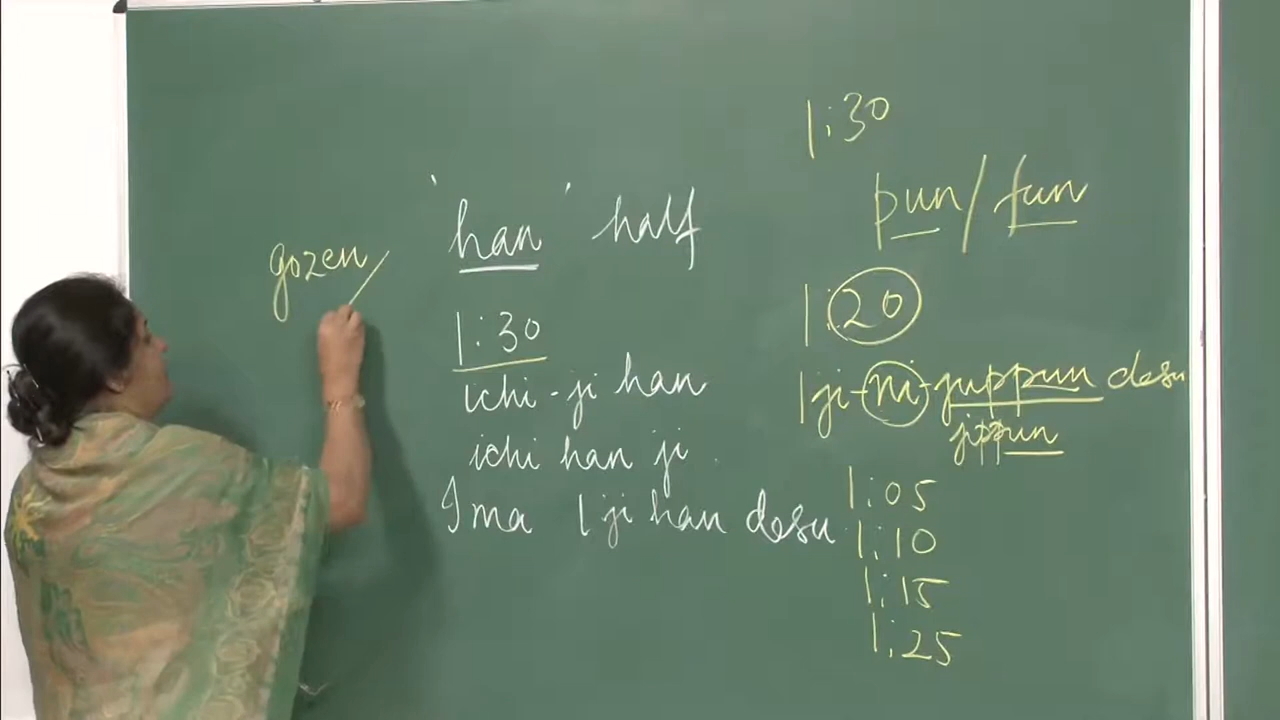 gozen/
'han' half
1:30
ichi-ji han
ichi han ji
Ima 1 ji han desu
1:30
pun/fun
1:20
1 ji-ni-juppun desu
jippun
1:05
1:10
1:15
1:25